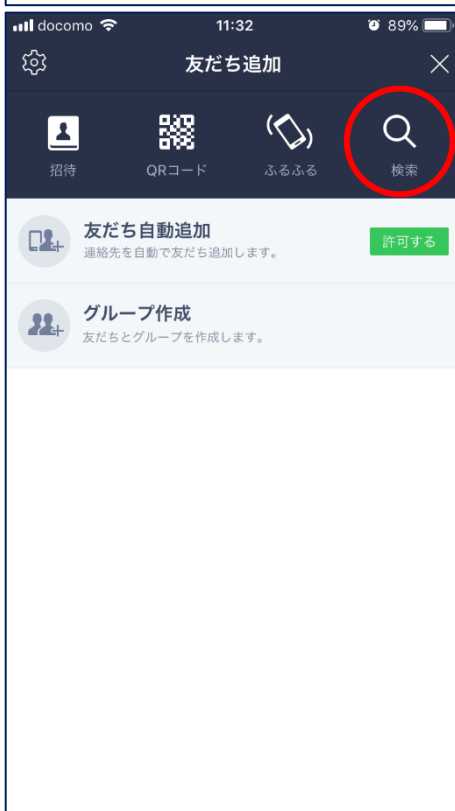 docomo 11:32 89%
友だち追加
招待 QRコード ふるふる 検索
友だち自動追加
連絡先を自動で友だち追加します。
許可する
グループ作成
友だちとグループを作成します。